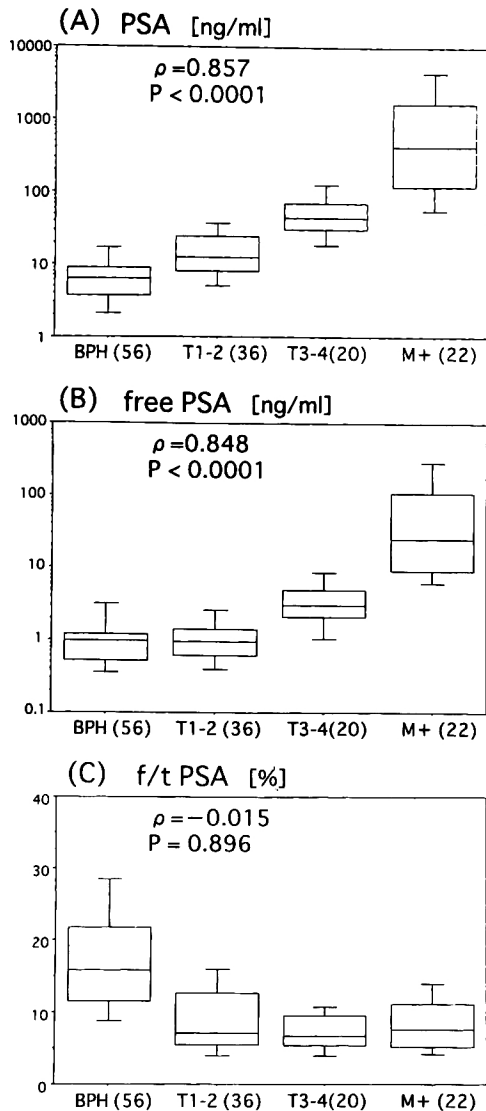 (A) PSA [ng/ml]
10000
ρ=0.857
P < 0.0001
1000
100
10
1
BPH (56) T1-2 (36) T3-4(20) M+ (22)
(B) free PSA [ng/ml]
1000
ρ=0.848
P < 0.0001
100
10
1
0.1
BPH (56) T1-2 (36) T3-4(20) M+ (22)
(C) f/t PSA [%]
40
ρ=−0.015
P = 0.896
30
20
10
0
BPH (56) T1-2 (36) T3-4(20) M+ (22)